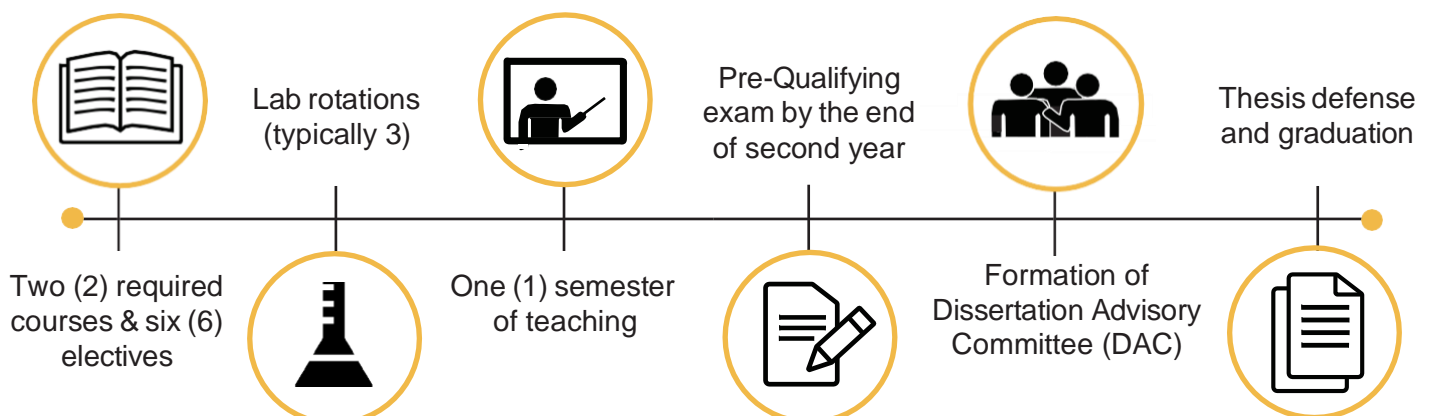 Two (2) required
courses & six (6)
electives
Lab rotations
(typically 3)
One (1) semester
of teaching
Pre-Qualifying
exam by the end
of second year
Formation of
Dissertation Advisory
Committee (DAC)
Thesis defense
and graduation